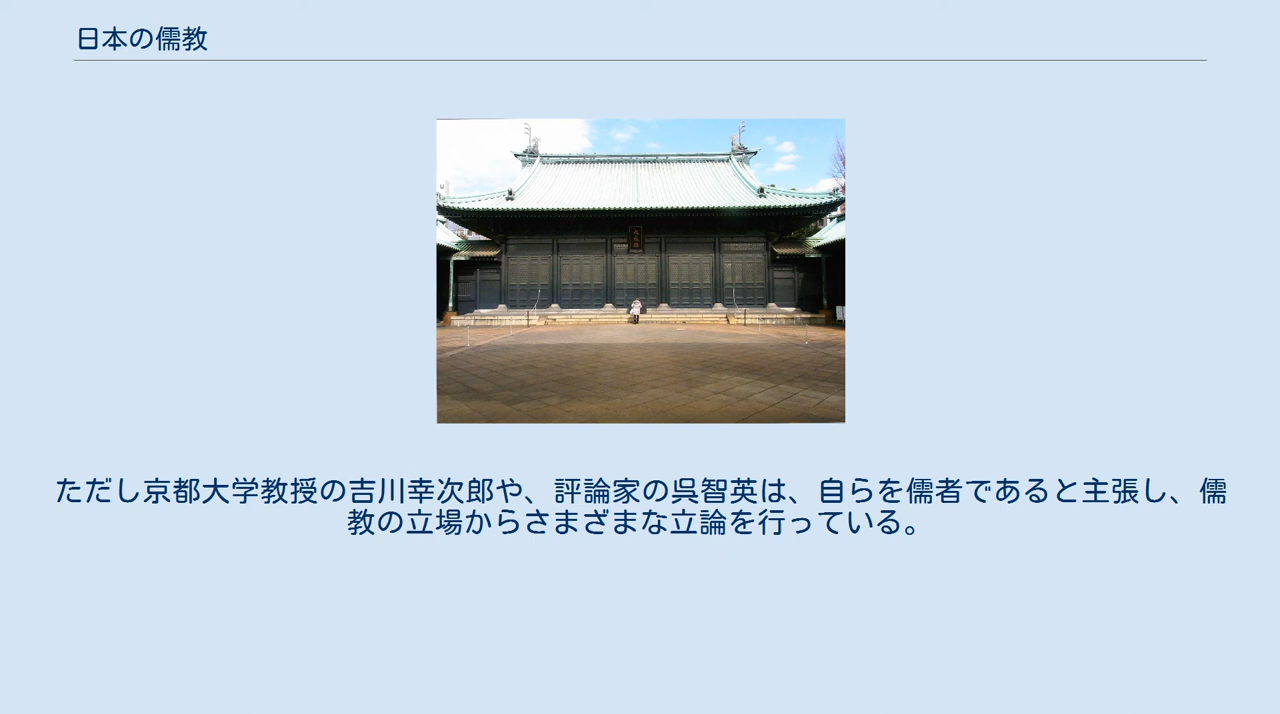 日本の儒教
ただし京都大学教授の吉川幸次郎や、評論家の呉智英は、自らを儒者であると主張し、儒
教の立場からさまざまな立論を行っている。